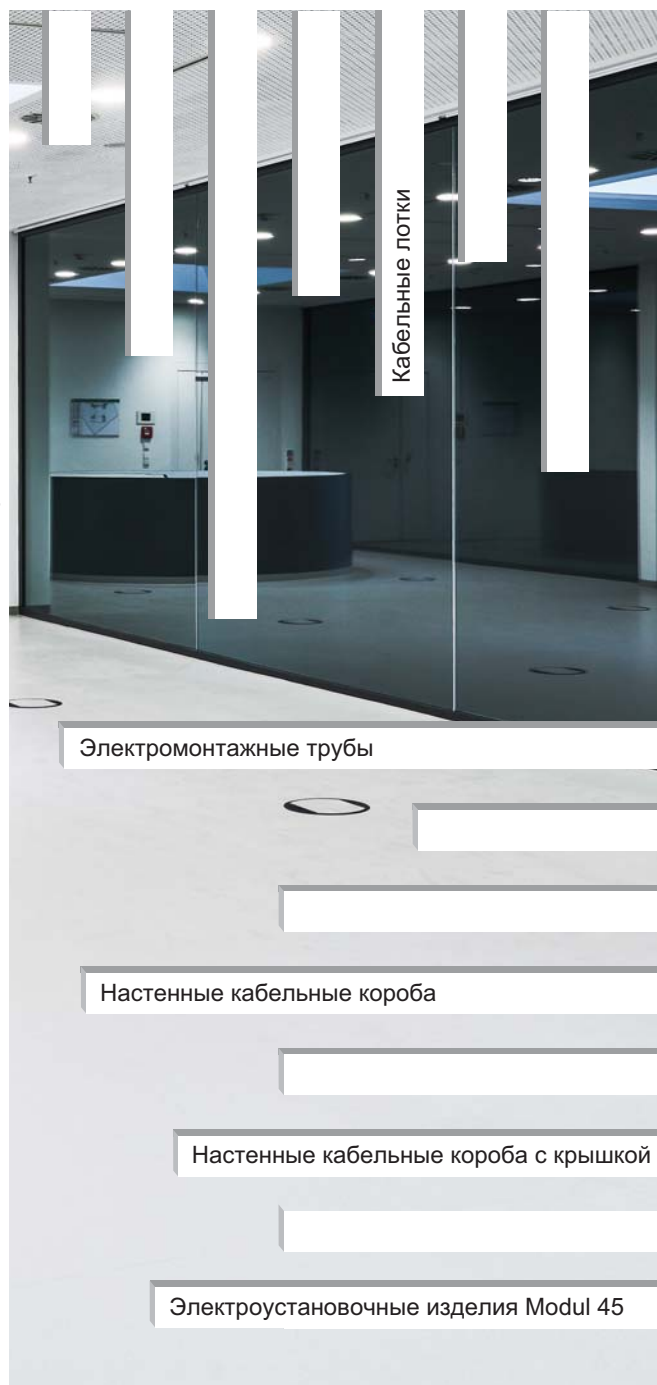 Кабельные лотки
Электромонтажные трубы
Настенные кабельные короба
Настенные кабельные короба с крышкой
Электроустановочные изделия Modul 45